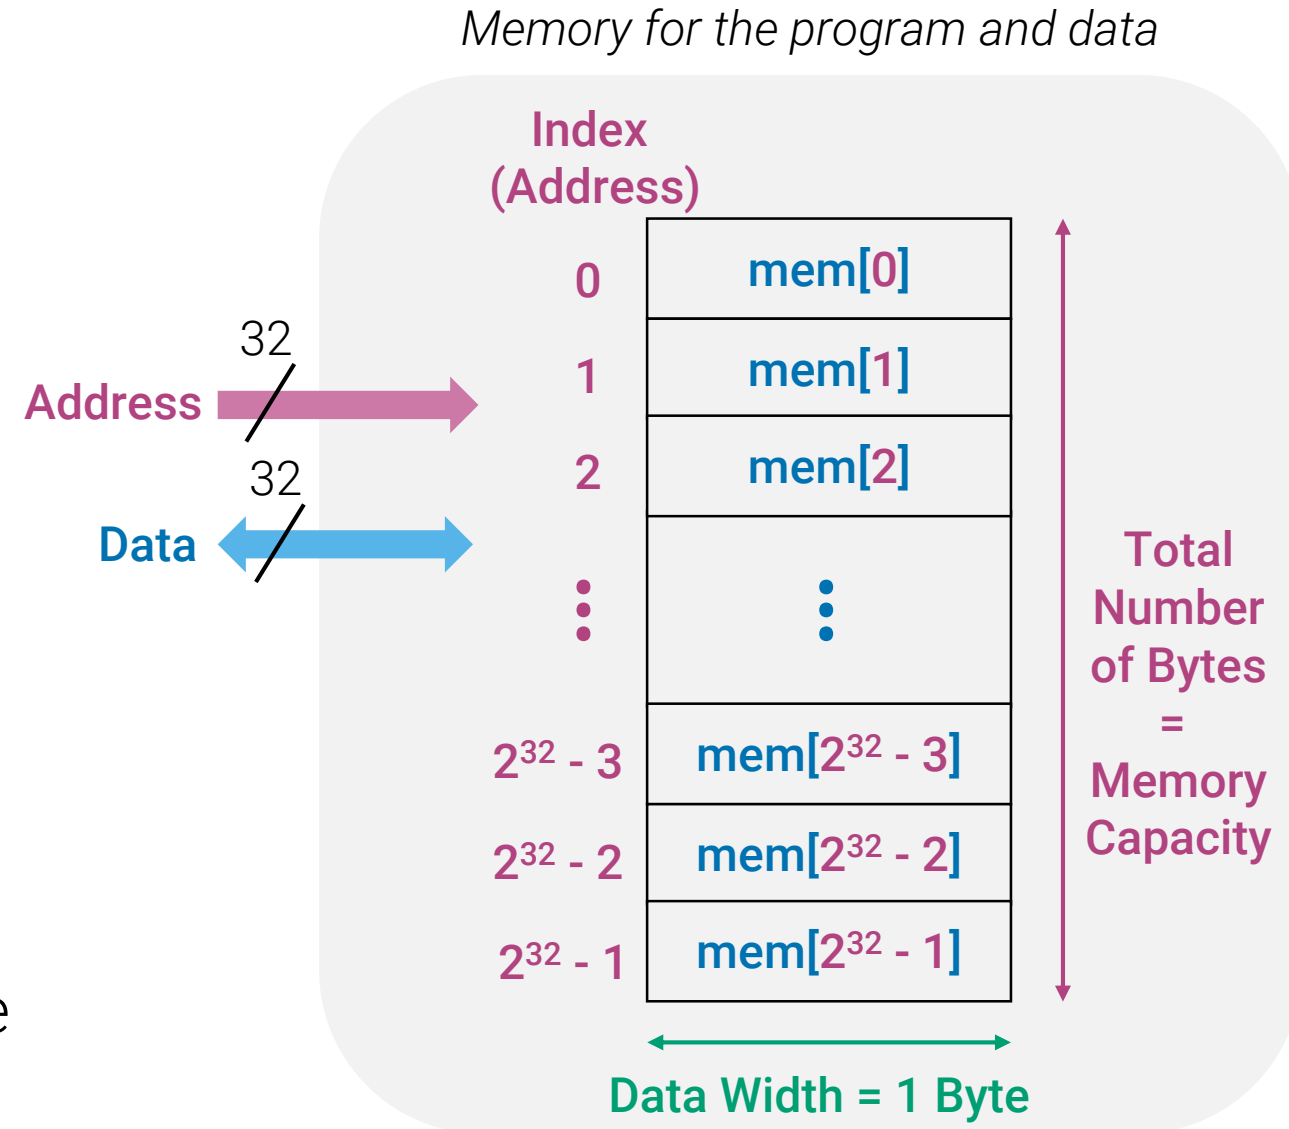 Memory for the program and data
Index
(Address)
0
mem[0]
32
1
mem[1]
Address
2
mem[2]
32
Data
Total
Number
of Bytes
=
Memory
Capacity
2³² - 3
mem[2³² - 3]
2³² - 2
mem[2³² - 2]
2³² - 1
mem[2³² - 1]
e
Data Width = 1 Byte